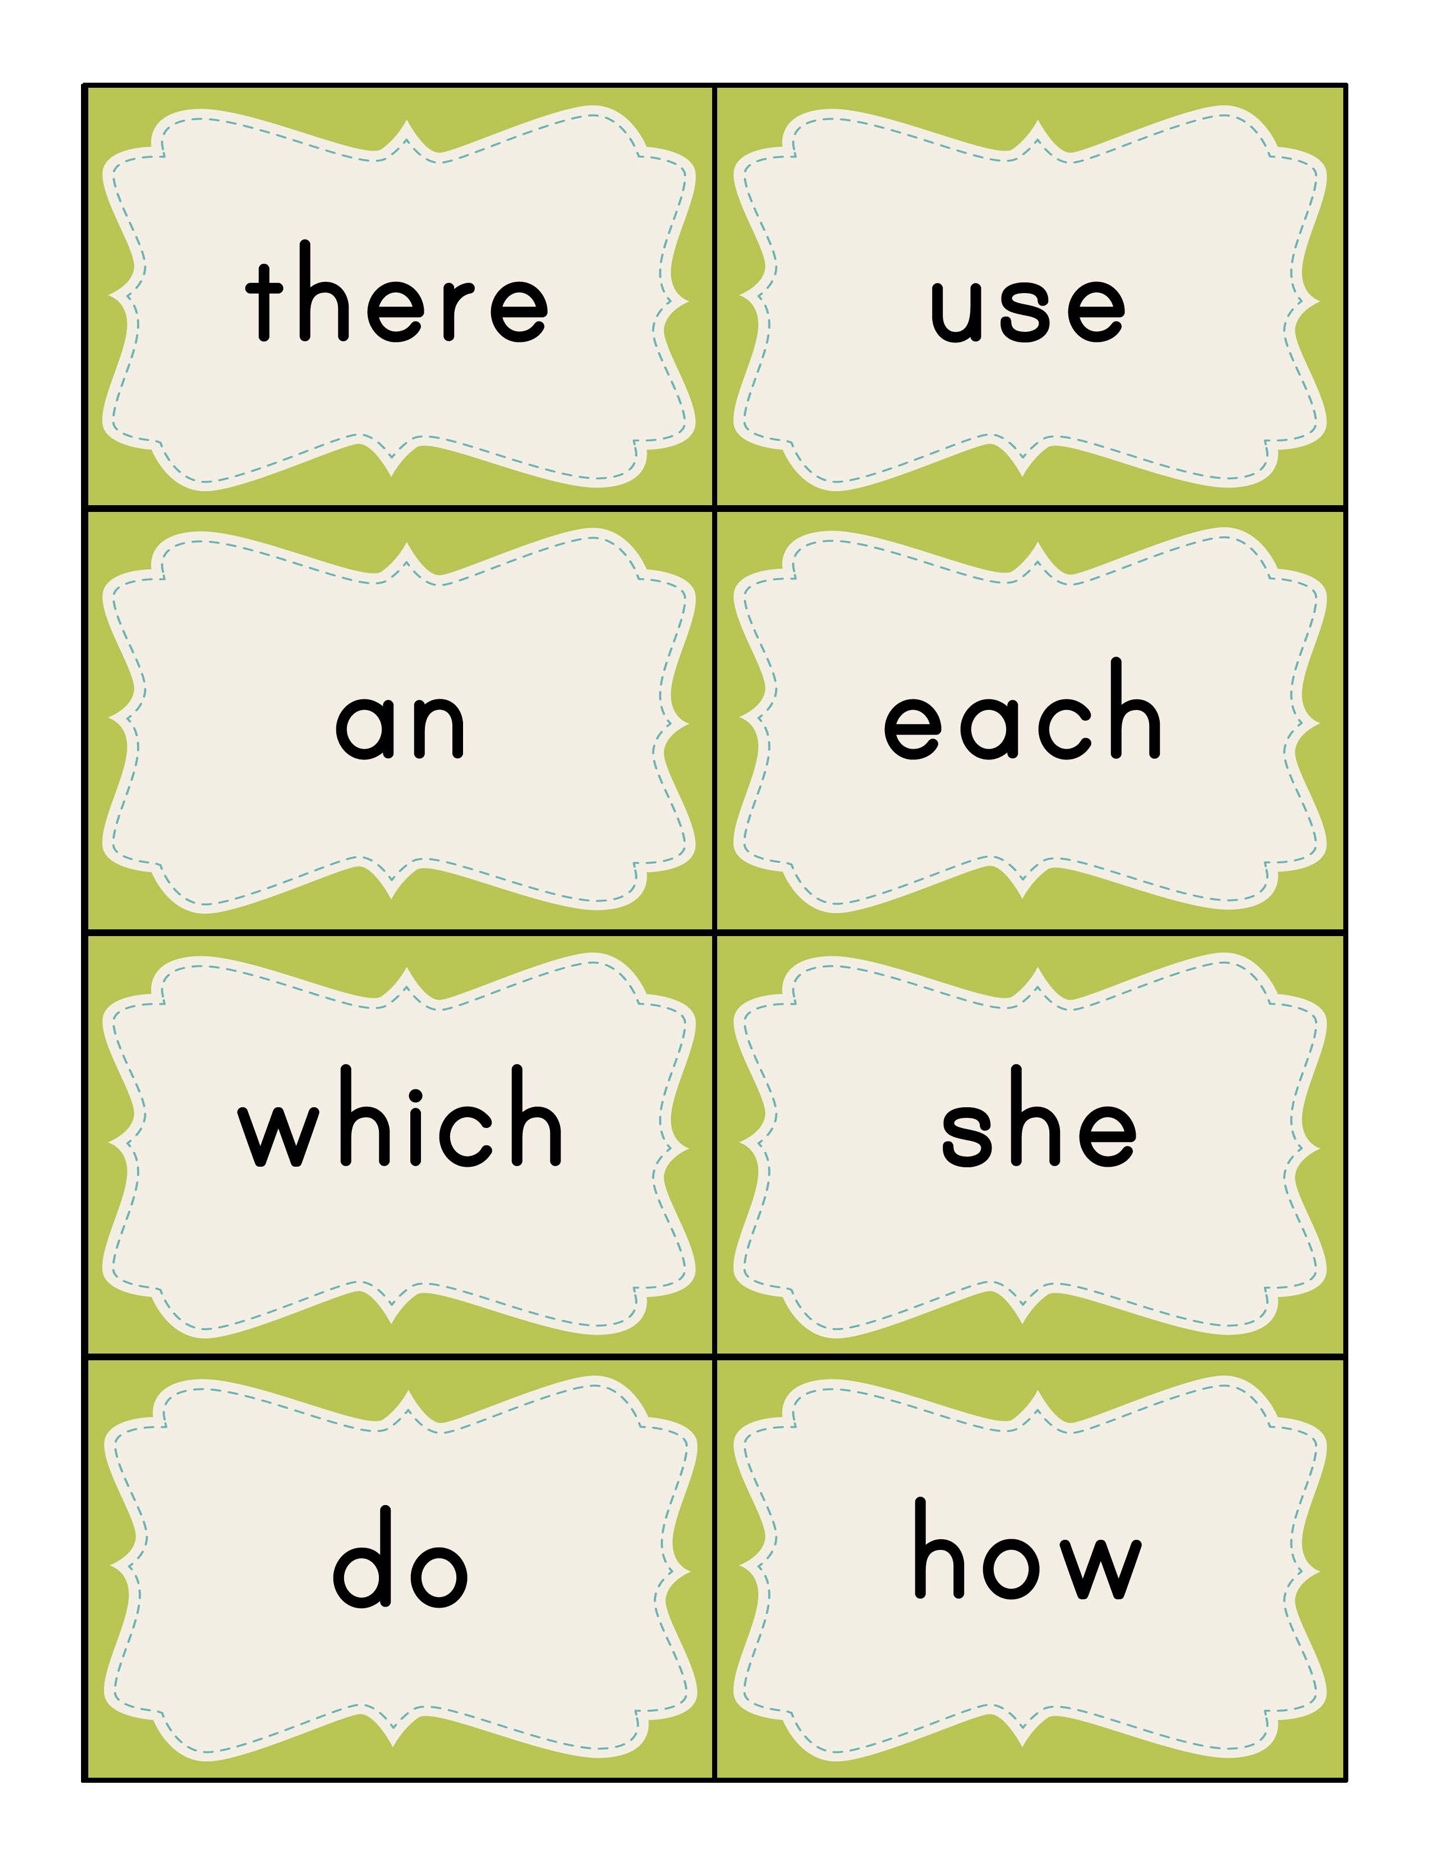 there
use
an
each
which
she
do
how